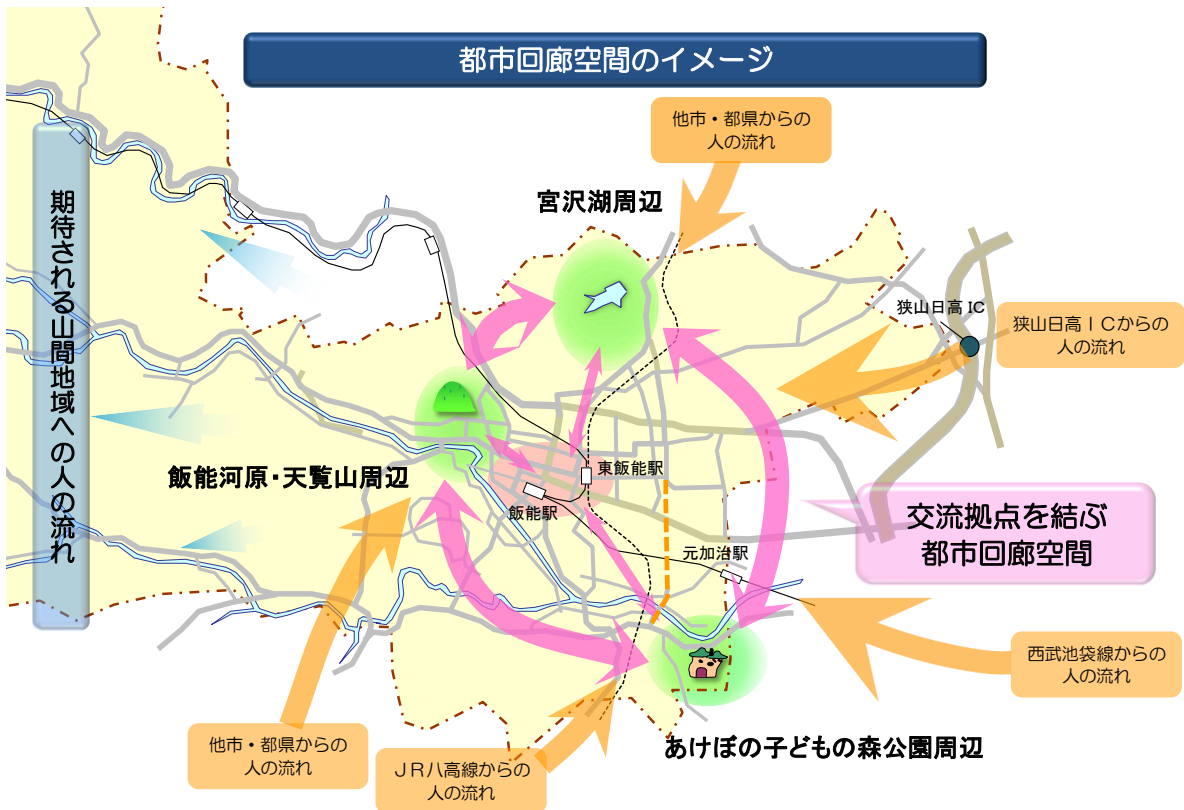 都市回廊空間のイメージ
他市・都県からの
人の流れ
宮沢湖周辺
期待される山間地域への人の流れ
狭山日高 IC
狭山日高ＩＣからの
人の流れ
飯能河原・天覧山周辺
東飯能駅
飯能駅
交流拠点を結ぶ
都市回廊空間
元加治駅
西武池袋線からの
人の流れ
他市・都県からの
人の流れ
ＪＲ八高線からの
人の流れ
あけぼの子どもの森公園周辺